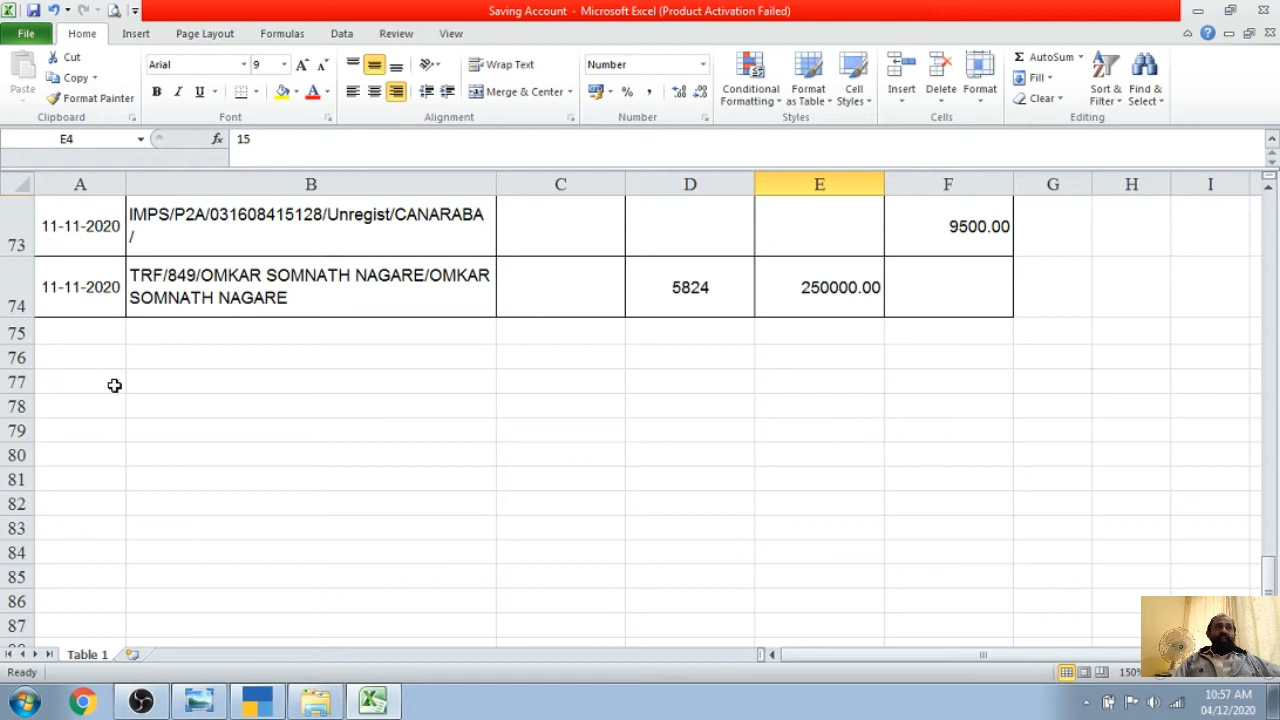 Saving Account - Microsoft Excel (Product Activation Failed)
File Home Insert Page Layout Formulas Data Review View
Paste
Cut
Copy
Format Painter
Clipboard
Arial 9
B I U A
Font
Wrap Text
Merge & Center
Alignment
Number
%
Number
Conditional Formatting
Format as Table
Cell Styles
Styles
Insert Delete Format
Cells
Σ AutoSum
Fill
Clear
Sort & Filter
Find & Select
Editing
E4 fx 15
A B C D E F G H I
73 11-11-2020 IMPS/P2A/031608415128/Unregist/CANARABA 9500.00
/
74 11-11-2020 TRF/849/OMKAR SOMNATH NAGARE/OMKAR 5824 250000.00
SOMNATH NAGARE
75
76
77
78
79
80
81
82
83
84
85
86
87
Table 1
Ready 150%
10:57 AM
04/12/2020